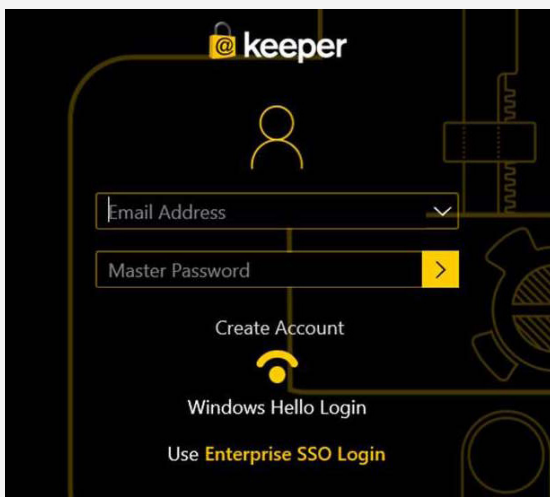 @ keeper
Email Address
Master Password
Create Account
Windows Hello Login
Use Enterprise SSO Login